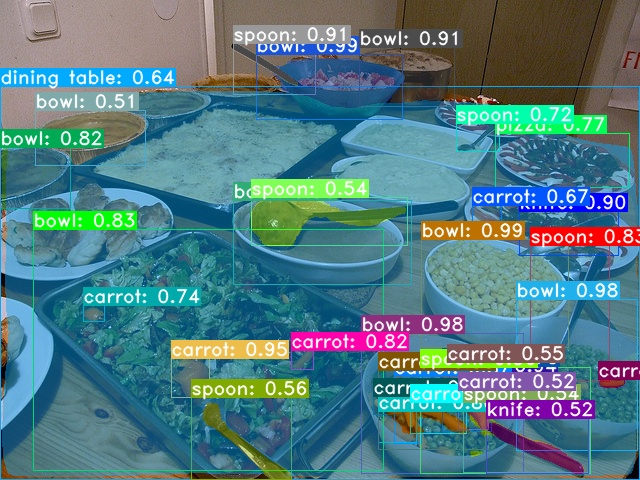 spoon: 0.91
bowl: 0.99
bowl: 0.91
dining table: 0.64
bowl: 0.51
spoon: 0.72
pizza: 0.77
bowl: 0.82
spoon: 0.54
carrot: 0.67
0.90
bowl: 0.83
bowl: 0.99
spoon: 0.83
carrot: 0.74
bowl: 0.98
bowl: 0.98
carrot: 0.82
carrot: 0.95
carrot: 0.55
carrot: 0.52
spoon: 0.56
spoon: 0.54
knife: 0.52